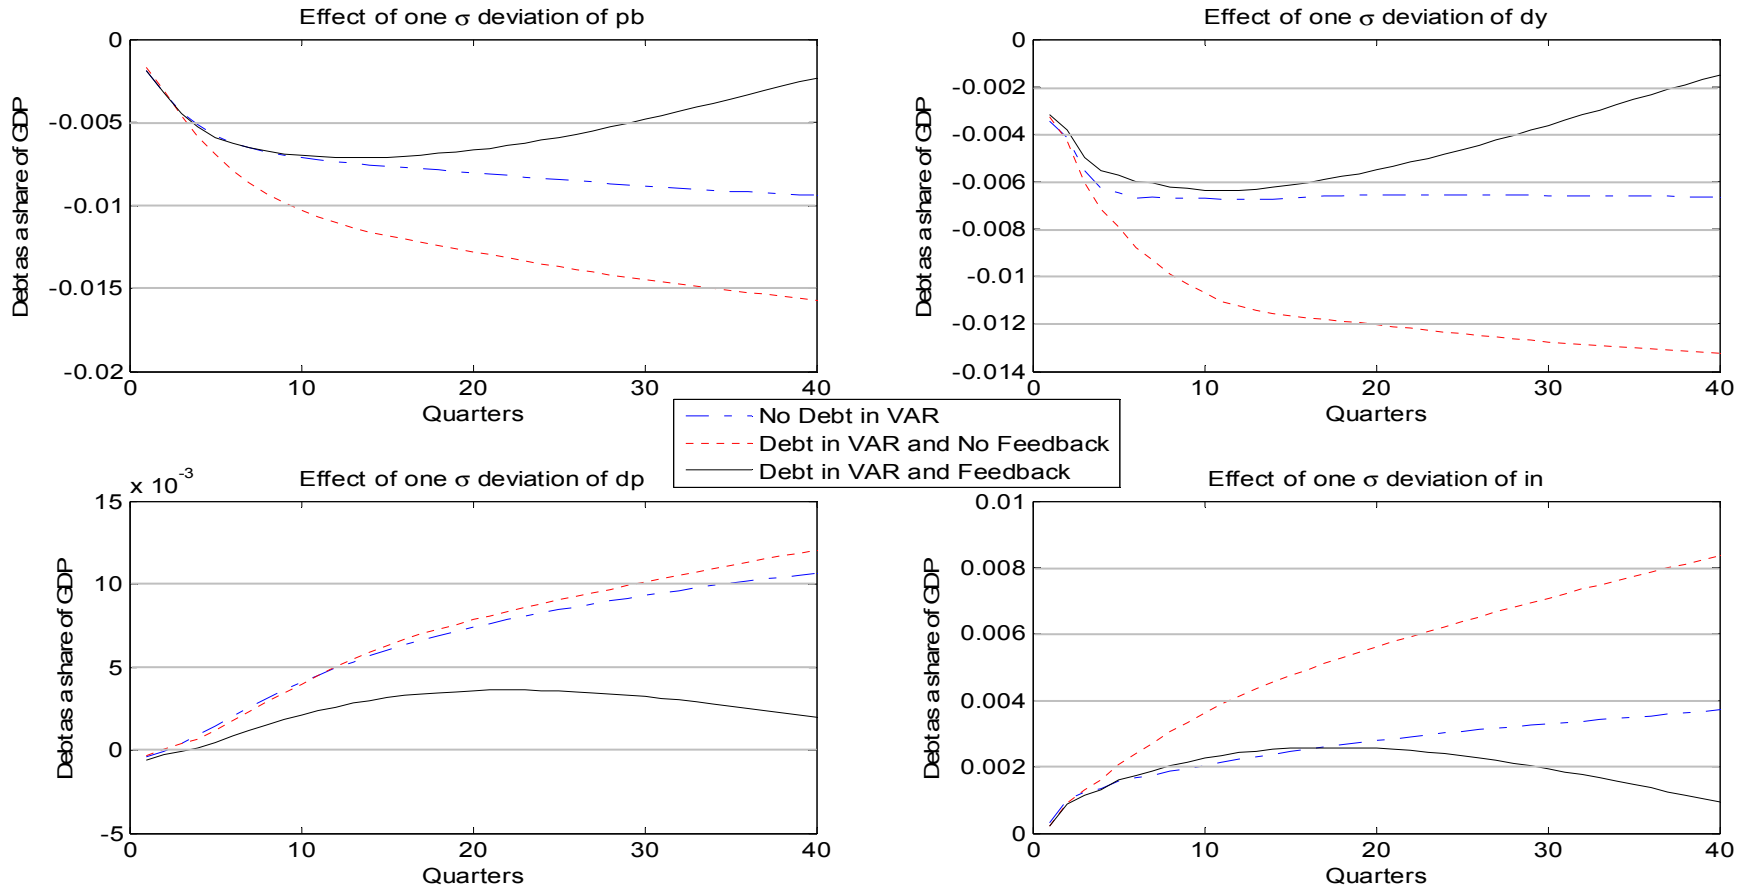 Effect of one σ deviation of pb
0
-0.005
-0.01
-0.015
-0.02
Debt as a share of GDP
0
10
20
30
40
Quarters
Effect of one σ deviation of dy
0
-0.002
-0.004
-0.006
-0.008
-0.01
-0.012
-0.014
Debt as a share of GDP
0
10
20
30
40
Quarters
No Debt in VAR
Debt in VAR and No Feedback
Debt in VAR and Feedback
Effect of one σ deviation of dp
x 10-3
15
10
5
0
-5
Debt as a share of GDP
0
10
20
30
40
Quarters
Effect of one σ deviation of in
0.01
0.008
0.006
0.004
0.002
0
Debt as a share of GDP
0
10
20
30
40
Quarters